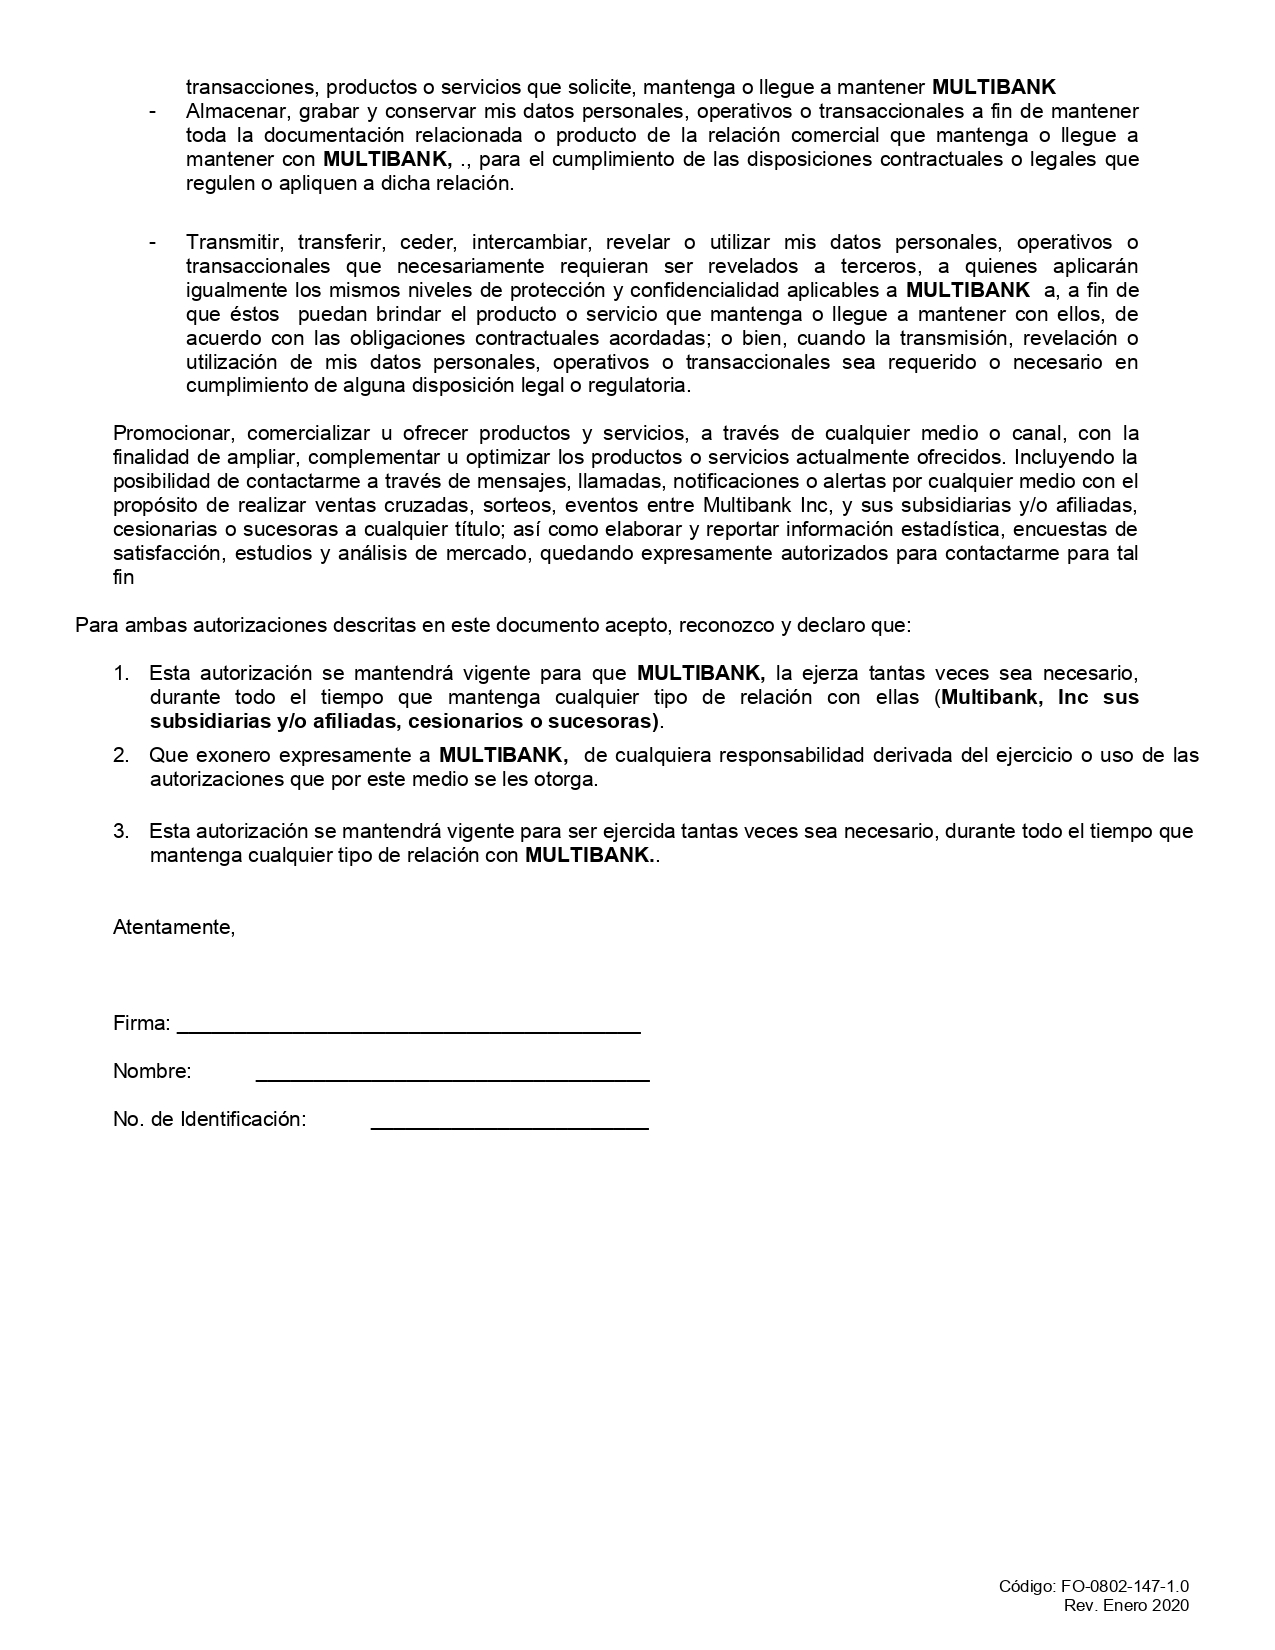 transacciones, productos o servicios que solicite, mantenga o llegue a mantener MULTIBANK
- Almacenar, grabar y conservar mis datos personales, operativos o transaccionales a fin de mantener
toda la documentación relacionada o producto de la relación comercial que mantenga o llegue a
mantener con MULTIBANK, ., para el cumplimiento de las disposiciones contractuales o legales que
regulen o apliquen a dicha relación.
- Transmitir, transferir, ceder, intercambiar, revelar o utilizar mis datos personales, operativos o
transaccionales que necesariamente requieran ser revelados a terceros, a quienes aplicarán
igualmente los mismos niveles de protección y confidencialidad aplicables a MULTIBANK a, a fin de
que éstos puedan brindar el producto o servicio que mantenga o llegue a mantener con ellos, de
acuerdo con las obligaciones contractuales acordadas; o bien, cuando la transmisión, revelación o
utilización de mis datos personales, operativos o transaccionales sea requerido o necesario en
cumplimiento de alguna disposición legal o regulatoria.
Promocionar, comercializar u ofrecer productos y servicios, a través de cualquier medio o canal, con la
finalidad de ampliar, complementar u optimizar los productos o servicios actualmente ofrecidos. Incluyendo la
posibilidad de contactarme a través de mensajes, llamadas, notificaciones o alertas por cualquier medio con el
propósito de realizar ventas cruzadas, sorteos, eventos entre Multibank Inc, y sus subsidiarias y/o afiliadas,
cesionarias o sucesoras a cualquier título; así como elaborar y reportar información estadística, encuestas de
satisfacción, estudios y análisis de mercado, quedando expresamente autorizados para contactarme para tal
fin
Para ambas autorizaciones descritas en este documento acepto, reconozco y declaro que:
1. Esta autorización se mantendrá vigente para que MULTIBANK, la ejerza tantas veces sea necesario,
durante todo el tiempo que mantenga cualquier tipo de relación con ellas (Multibank, Inc sus
subsidiarias y/o afiliadas, cesionarios o sucesoras).
2. Que exonero expresamente a MULTIBANK, de cualquiera responsabilidad derivada del ejercicio o uso de las
autorizaciones que por este medio se les otorga.
3. Esta autorización se mantendrá vigente para ser ejercida tantas veces sea necesario, durante todo el tiempo que
mantenga cualquier tipo de relación con MULTIBANK..
Atentamente,
Firma: ________________________________________
Nombre: __________________________________
No. de Identificación: ________________________
Código: FO-0802-147-1.0
Rev. Enero 2020